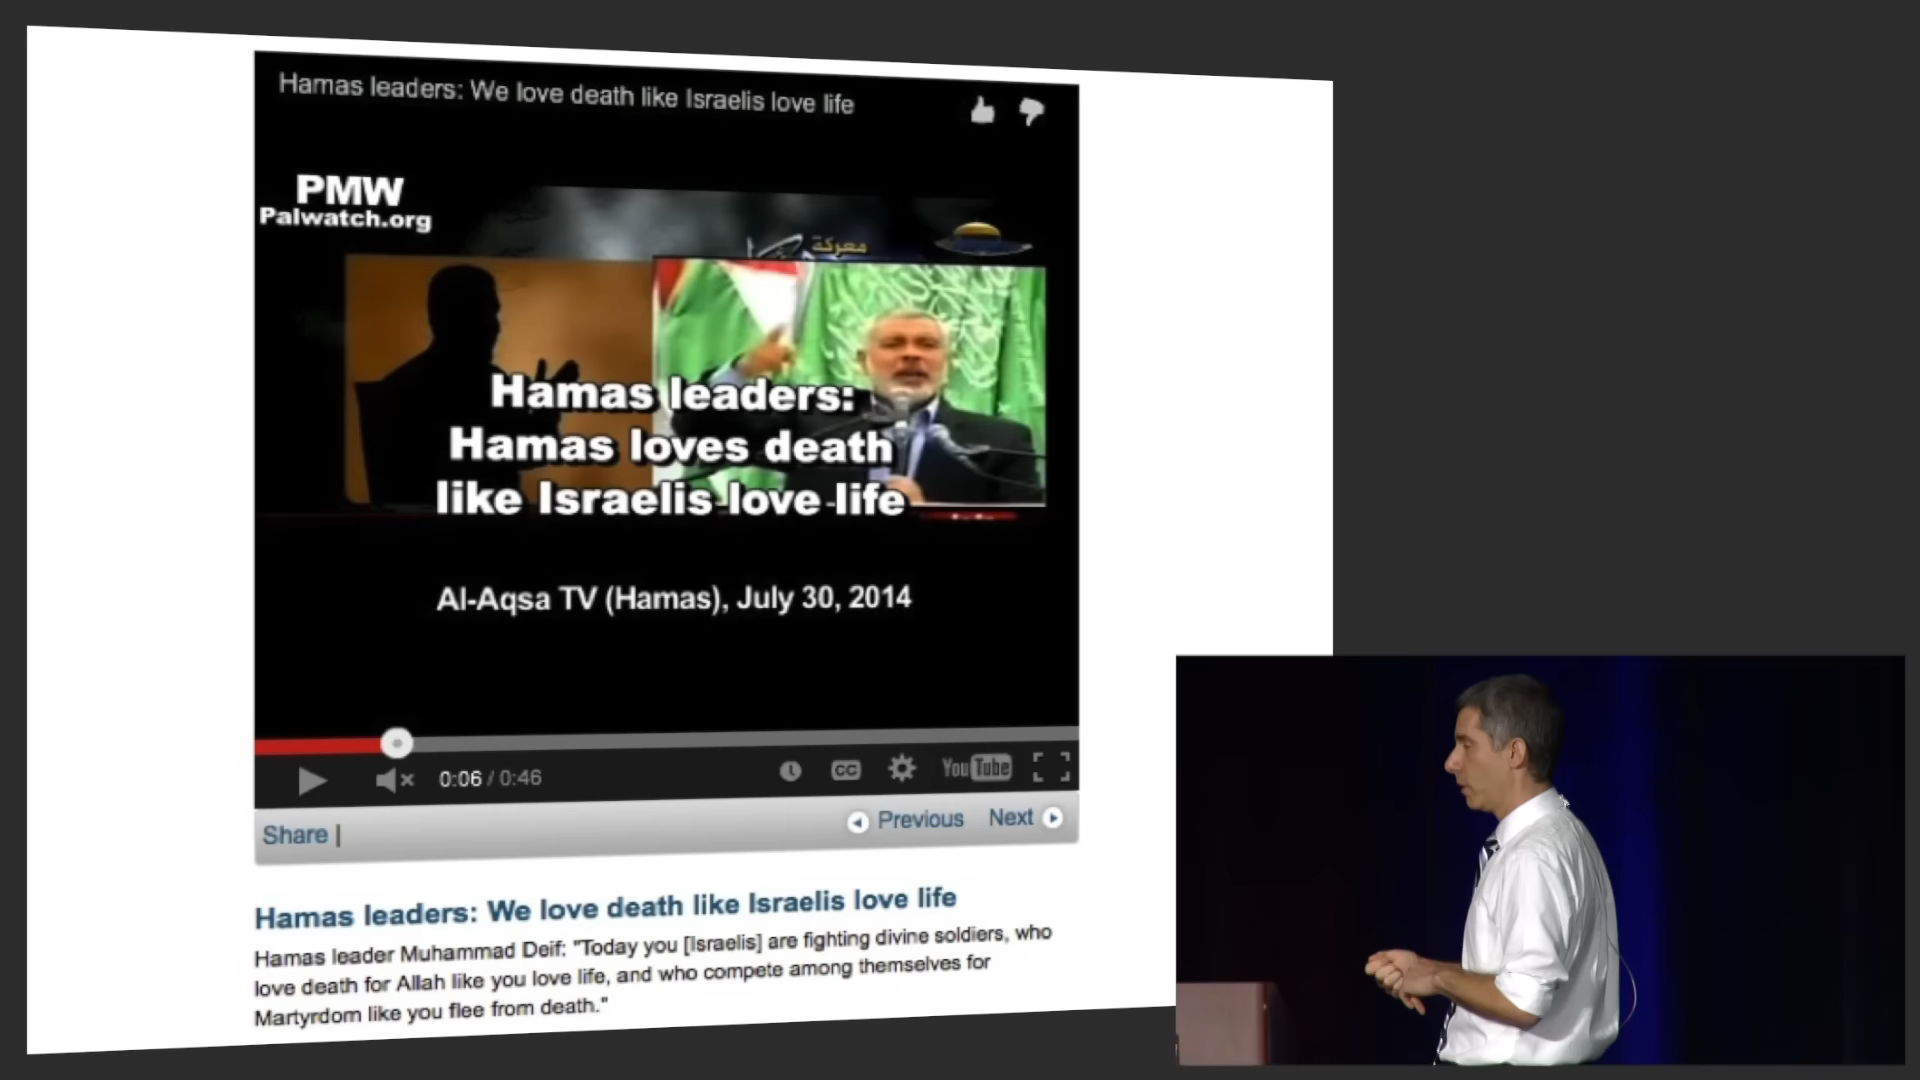 Hamas leaders: We love death like Israelis love life
PMW
Palwatch.org
معركة
Hamas leaders:
Hamas loves death
like Israelis love life
Al-Aqsa TV (Hamas), July 30, 2014
0:06 / 0:46
CC
YouTube
Share |
Previous
Next
Hamas leaders: We love death like Israelis love life
Hamas leader Muhammad Deif: "Today you [Israelis] are fighting divine soldiers, who
love death for Allah like you love life, and who compete among themselves for
Martyrdom like you flee from death."